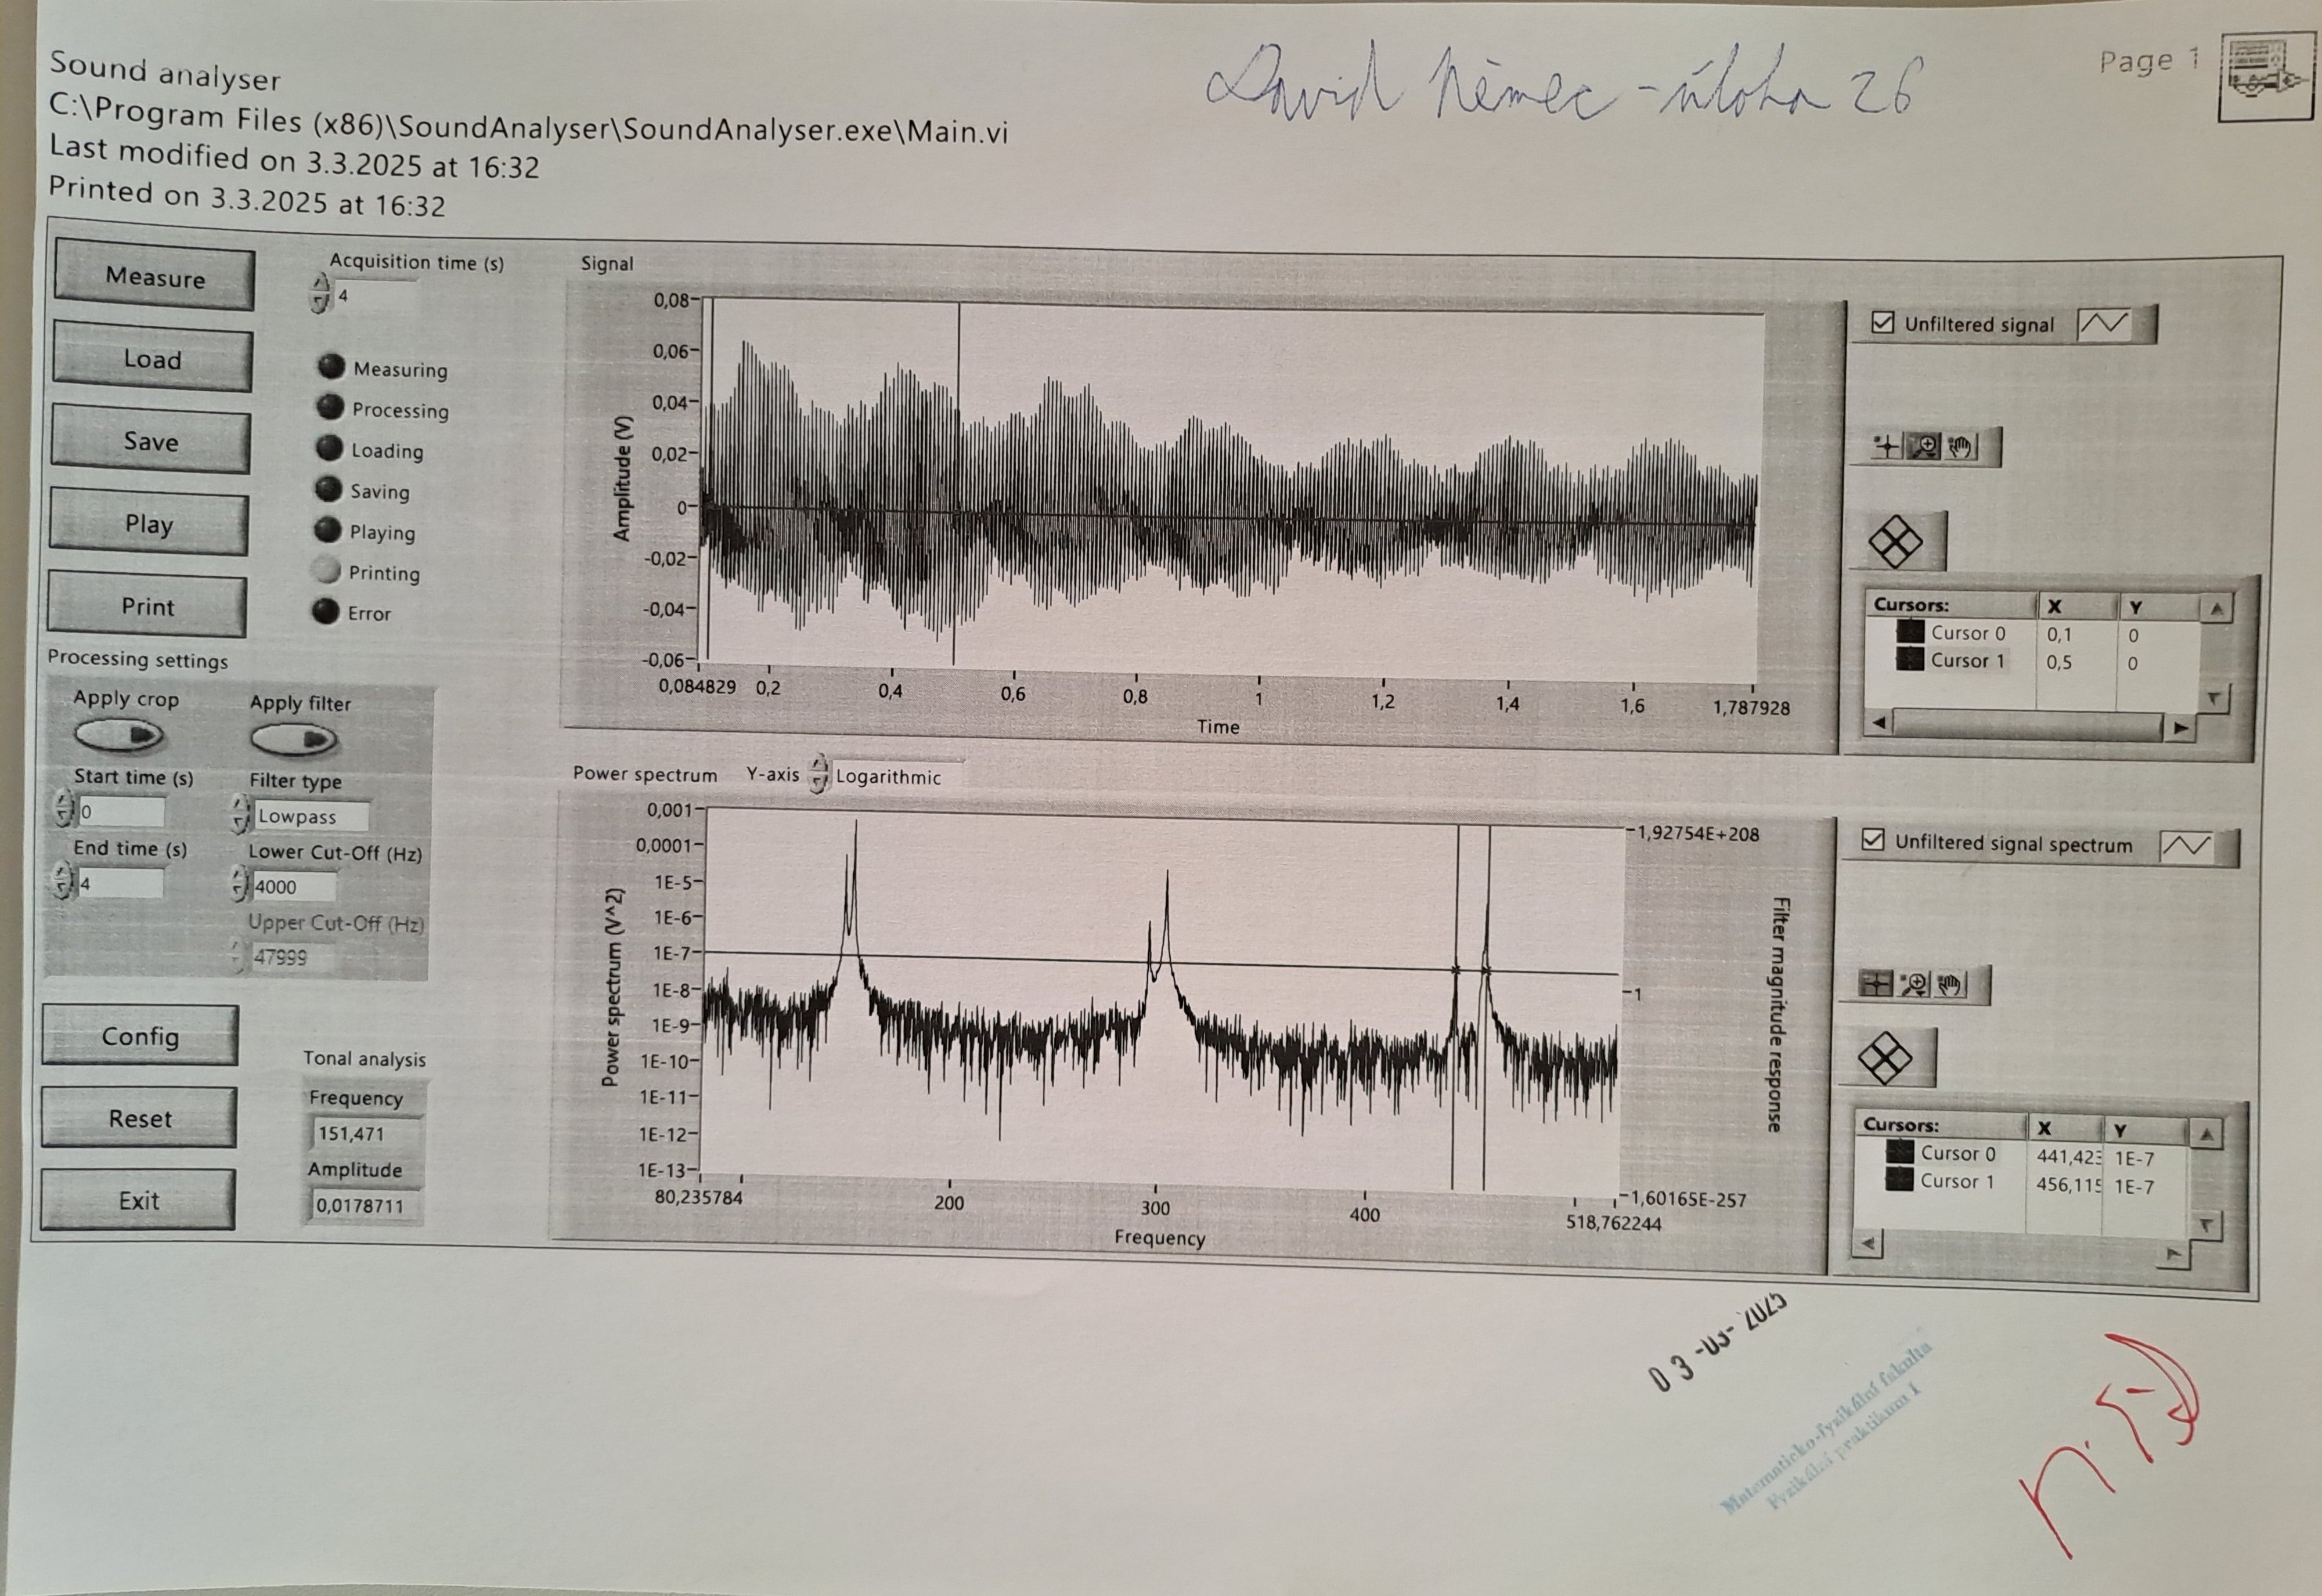 Sound analyser
C:\Program Files (x86)\SoundAnalyser\SoundAnalyser.exe\Main.vi
Last modified on 3.3.2025 at 16:32
Printed on 3.3.2025 at 16:32
David Němec - úloha 26
Page 1
Measure
Load
Save
Play
Print
Acquisition time (s)
4
Measuring
Processing
Loading
Saving
Playing
Printing
Error
Processing settings
Apply crop
Apply filter
Start time (s)
0
Filter type
Lowpass
End time (s)
4
Lower Cut-Off (Hz)
4000
Upper Cut-Off (Hz)
47999
Config
Reset
Exit
Tonal analysis
Frequency
151,471
Amplitude
0,0178711
Signal
Amplitude (V)
0,08
0,06
0,04
0,02
0
-0,02
-0,04
-0,06
0,084829 0,2 0,4 0,6 0,8 1 1,2 1,4 1,6 1,787928
Time
Unfiltered signal
Cursors: X Y
Cursor 0 0,1 0
Cursor 1 0,5 0
Power spectrum Y-axis Logarithmic
Power spectrum (V^2)
0,001
0,0001
1E-5
1E-6
1E-7
1E-8
1E-9
1E-10
1E-11
1E-12
1E-13
80,235784 200 300 400 518,762244
Frequency
1,92754E+208
1
1,60165E-257
Filter magnitude response
Unfiltered signal spectrum
Cursors: X Y
Cursor 0 441,423 1E-7
Cursor 1 456,115 1E-7
03 -03- 2025
Matematicko-fyzikální fakulta
Fyzikální praktikum I